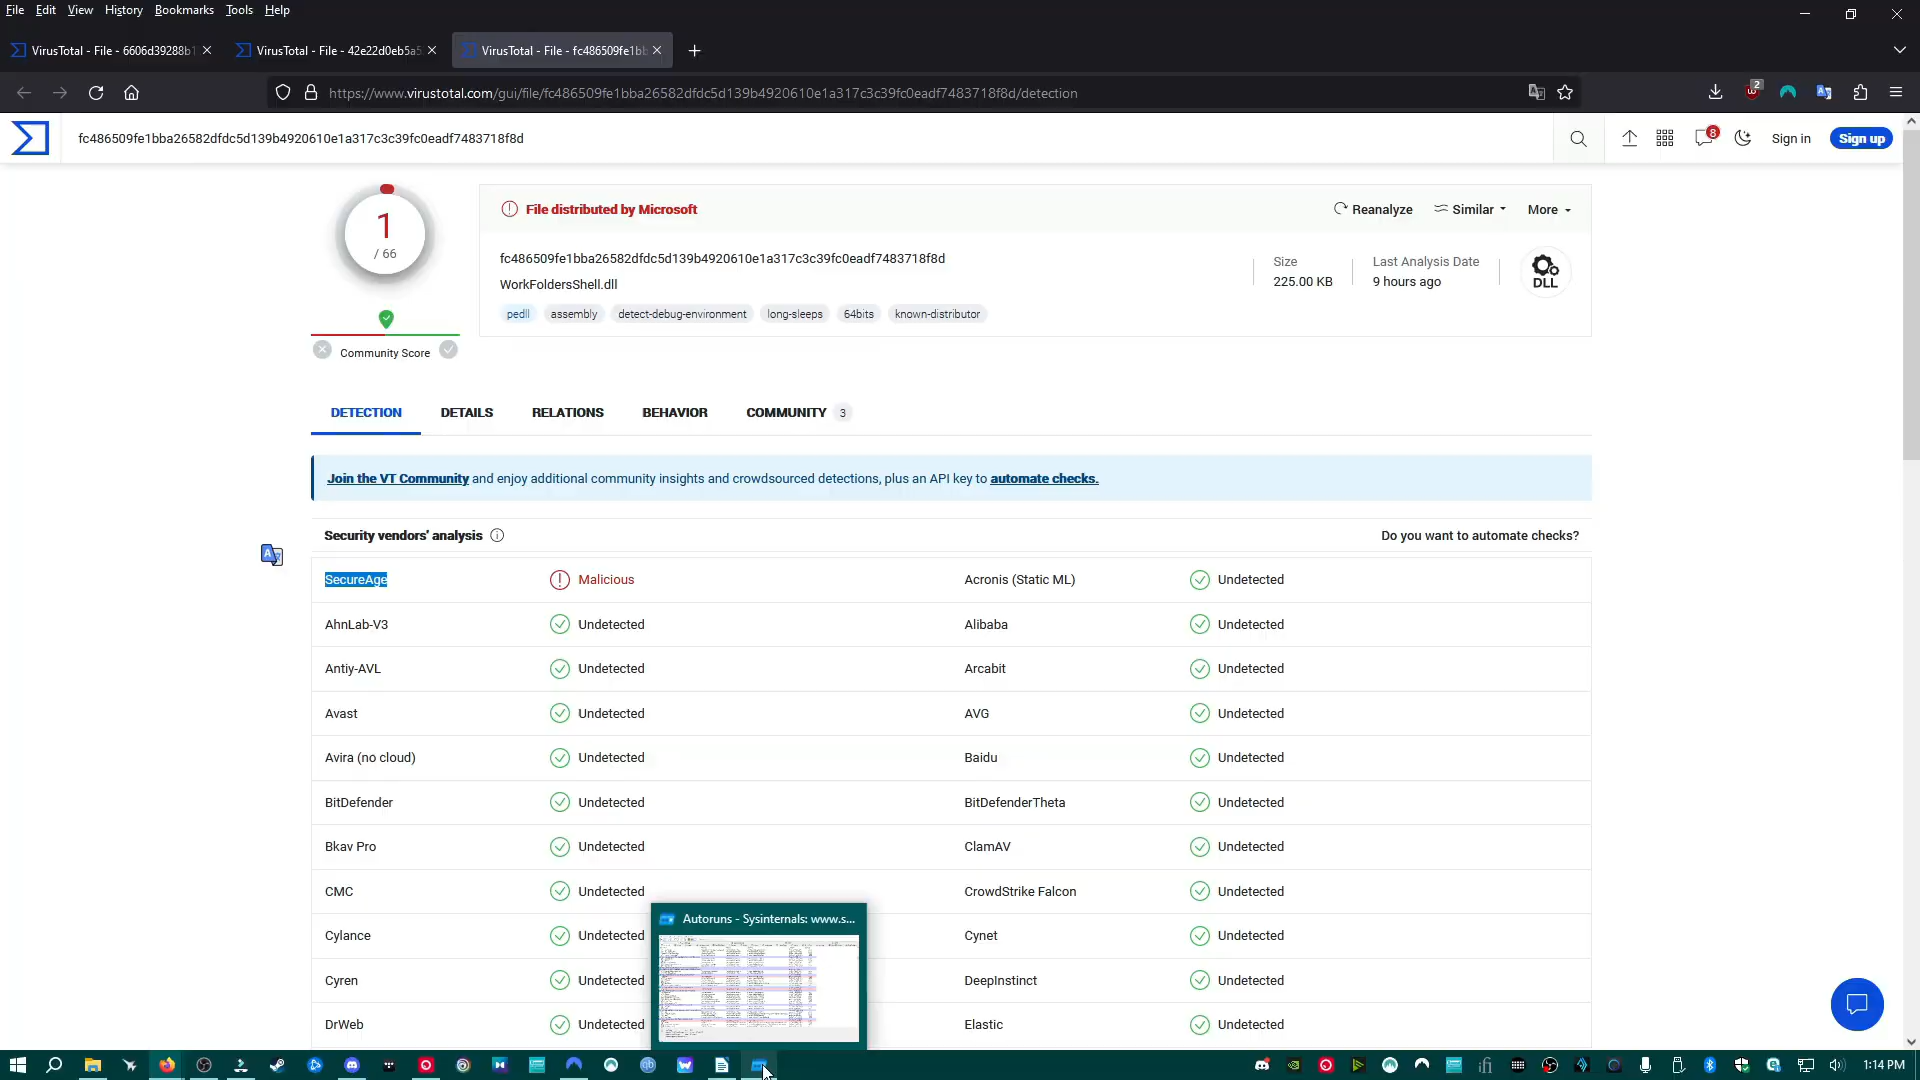 File Edit View History Bookmarks Tools Help
VirusTotal - File - 6606d39288b1
VirusTotal - File - 42e22d0eb5a5
VirusTotal - File - fc486509fe1bb
https://www.virustotal.com/gui/file/fc486509fe1bba26582dfdc5d139b4920610e1a317c3c39fc0eadf7483718f8d/detection
2
fc486509fe1bba26582dfdc5d139b4920610e1a317c3c39fc0eadf7483718f8d
8
Sign in
Sign up
1
/ 66
Community Score
File distributed by Microsoft
Reanalyze Similar More
fc486509fe1bba26582dfdc5d139b4920610e1a317c3c39fc0eadf7483718f8d
WorkFoldersShell.dll
pedll assembly detect-debug-environment long-sleeps 64bits known-distributor
Size
225.00 KB
Last Analysis Date
9 hours ago
DLL
DETECTION DETAILS RELATIONS BEHAVIOR COMMUNITY 3
Join the VT Community and enjoy additional community insights and crowdsourced detections, plus an API key to automate checks.
Security vendors' analysis Do you want to automate checks?
SecureAge Malicious Acronis (Static ML) Undetected
AhnLab-V3 Undetected Alibaba Undetected
Antiy-AVL Undetected Arcabit Undetected
Avast Undetected AVG Undetected
Avira (no cloud) Undetected Baidu Undetected
BitDefender Undetected BitDefenderTheta Undetected
Bkav Pro Undetected ClamAV Undetected
CMC Undetected CrowdStrike Falcon Undetected
Cylance Undetected Cynet Undetected
Cyren Undetected DeepInstinct Undetected
DrWeb Undetected Elastic Undetected
Autoruns - Sysinternals: www.s...
1:14 PM